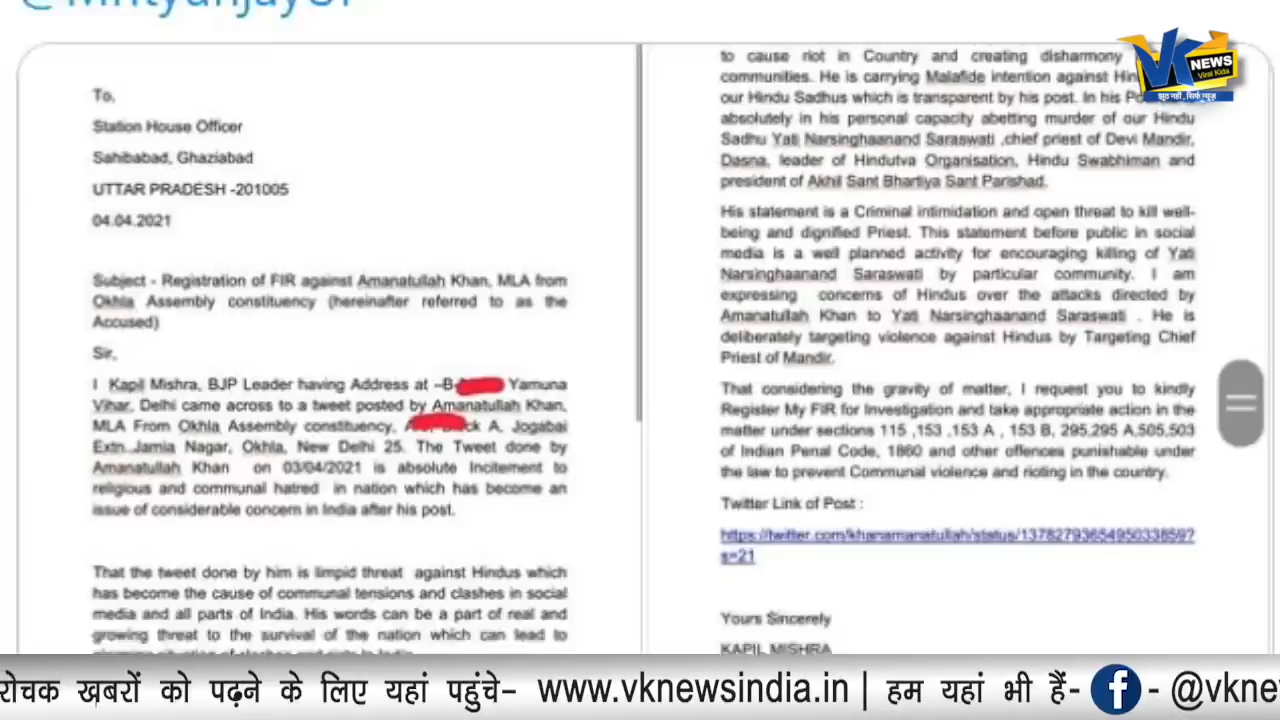 To,
Station House Officer
Sahibabad, Ghaziabad
UTTAR PRADESH -201005
04.04.2021
Subject - Registration of FIR against Amanatullah Khan, MLA from
Okhla Assembly constituency (hereinafter referred to as the
Accused)
Sir,
I Kapil Mishra, BJP Leader having Address at –B Yamuna
Vihar, Delhi came across to a tweet posted by Amanatullah Khan,
MLA From Okhla Assembly constituency, A. Jogabai
Extn Jamia Nagar, Okhla, New Delhi 25. The Tweet done by
Amanatullah Khan on 03/04/2021 is absolute Incitement to
religious and communal hatred in nation which has become an
issue of considerable concern in India after his post.
That the tweet done by him is limpid threat against Hindus which
has become the cause of communal tensions and clashes in social
media and all parts of India. His words can be a part of real and
growing threat to the survival of the nation which can lead to
to cause riot in Country and creating disharmony
communities. He is carrying Malafide intention against
our Hindu Sadhus which is transparent by his post. In his
absolutely in his personal capacity abetting murder of our Hindu
Sadhu Yati Narsinghaanand Saraswati ,chief priest of Devi Mandir,
Dasna, leader of Hindutva Organisation, Hindu Swabhiman and
president of Akhil Sant Bhartiya Sant Parishad.
His statement is a Criminal intimidation and open threat to kill well-
being and dignified Priest. This statement before public in social
media is a well planned activity for encouraging killing of Yati
Narsinghaanand Saraswati by particular community. I am
expressing concerns of Hindus over the attacks directed by
Amanatullah Khan to Yati Narsinghaanand Saraswati . He is
deliberately targeting violence against Hindus by Targeting Chief
Priest of Mandir.
That considering the gravity of matter, I request you to kindly
Register My FIR for Investigation and take appropriate action in the
matter under sections 115 ,153 ,153 A , 153 B, 295,295 A,505,503
of Indian Penal Code, 1860 and other offences punishable under
the law to prevent Communal violence and rioting in the country.
Twitter Link of Post :
https://twitter.com/khanamanatullah/status/1378279365495033859?
s=21
Yours Sincerely
KAPIL MISHRA
VK NEWS
Viral Kida
झूठ नहीं, सिर्फ न्यूज़
रोचक ख़बरों को पढ़ने के लिए यहां पहुंचे– www.vknewsindia.in | हम यहां भी हैं- f - @vkne